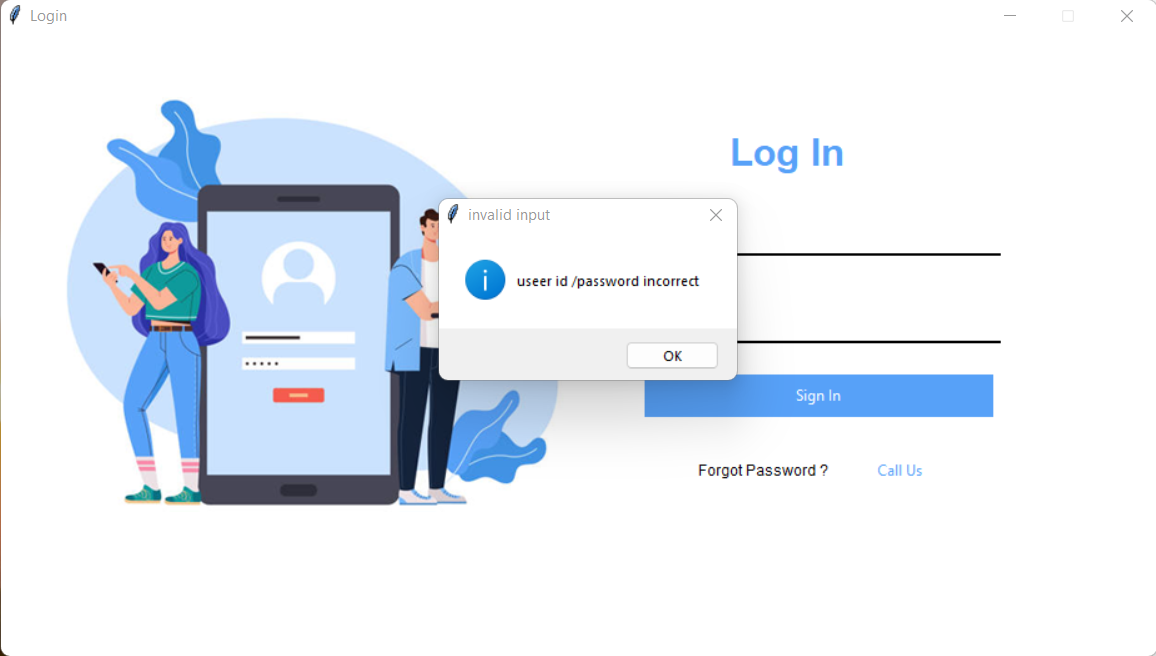 Login
Log In
invalid input
useer id /password incorrect
OK
Sign In
Forgot Password ?
Call Us